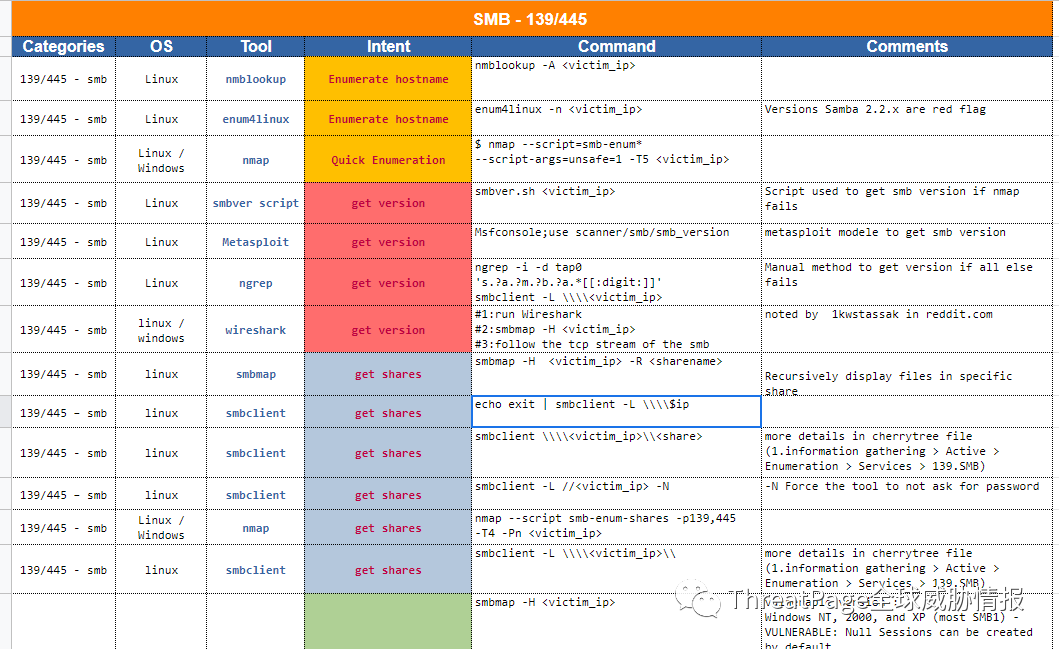 SMB - 139/445
Categories OS Tool Intent Command Comments
139/445 - smb Linux nmblookup Enumerate hostname nmblookup -A <victim_ip>
139/445 - smb Linux enum4linux Enumerate hostname enum4linux -n <victim_ip> Versions Samba 2.2.x are red flag
139/445 - smb Linux / Windows nmap Quick Enumeration $ nmap --script=smb-enum*
--script-args=unsafe=1 -T5 <victim_ip>
139/445 - smb Linux smbver script get version smbver.sh <victim_ip> Script used to get smb version if nmap
fails
139/445 - smb Linux Metasploit get version Msfconsole;use scanner/smb/smb_version metasploit modele to get smb version
139/445 - smb Linux ngrep get version ngrep -i -d tap0 Manual method to get version if all else
's.?a.?m.?b.?a.*[[:digit:]]' fails
smbclient -L \\\\<victim_ip>
139/445 - smb linux / windows wireshark get version #1:run Wireshark noted by 1kwstassak in reddit.com
#2:smbmap -H <victim_ip>
#3:follow the tcp stream of the smb
139/445 - smb linux smbmap get shares smbmap -H <victim_ip> -R <sharename> Recursively display files in specific
share
139/445 - smb linux smbclient get shares echo exit | smbclient -L \\\\$ip
139/445 - smb linux smbclient get shares smbclient \\\\<victim_ip>\\<share> more details in cherrytree file
(1.information gathering > Active >
Enumeration > Services > 139.SMB)
139/445 – smb linux smbclient get shares smbclient -L //<victim_ip> -N -N Force the tool to not ask for password
139/445 - smb Linux / Windows nmap get shares nmap --script smb-enum-shares -p139,445
-T4 -Pn <victim_ip>
139/445 - smb linux smbclient get shares smbclient -L \\\\<victim_ip>\\ more details in cherrytree file
(1.information gathering > Active >
Enumeration > Services > 139.SMB)
smbmap -H <victim_ip>
ThreatPage全球威胁情报
Windows NT, 2000, and XP (most SMB1) -
VULNERABLE: Null Sessions can be created
by default